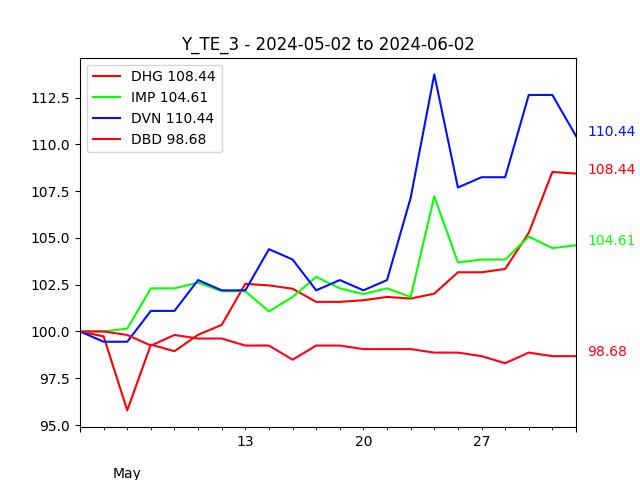 Y_TE_3 - 2024-05-02 to 2024-06-02
DHG 108.44
IMP 104.61
DVN 110.44
DBD 98.68
112.5
110.0
107.5
105.0
102.5
100.0
97.5
95.0
110.44
108.44
104.61
98.68
13
20
27
May